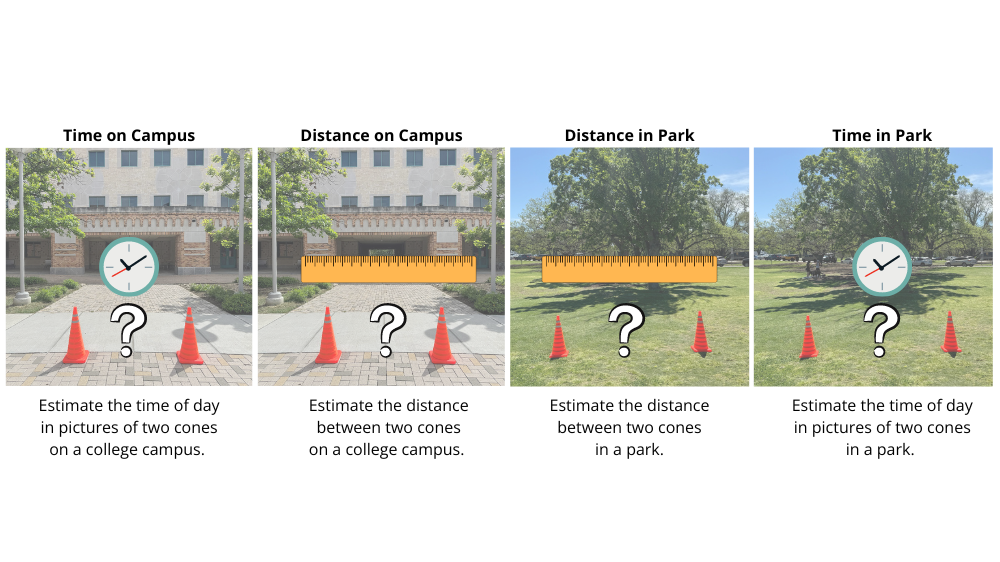 Time on Campus
Distance on Campus
Distance in Park
Time in Park
?
?
?
?
Estimate the time of day
in pictures of two cones
on a college campus.
Estimate the distance
between two cones
on a college campus.
Estimate the distance
between two cones
in a park.
Estimate the time of day
in pictures of two cones
in a park.